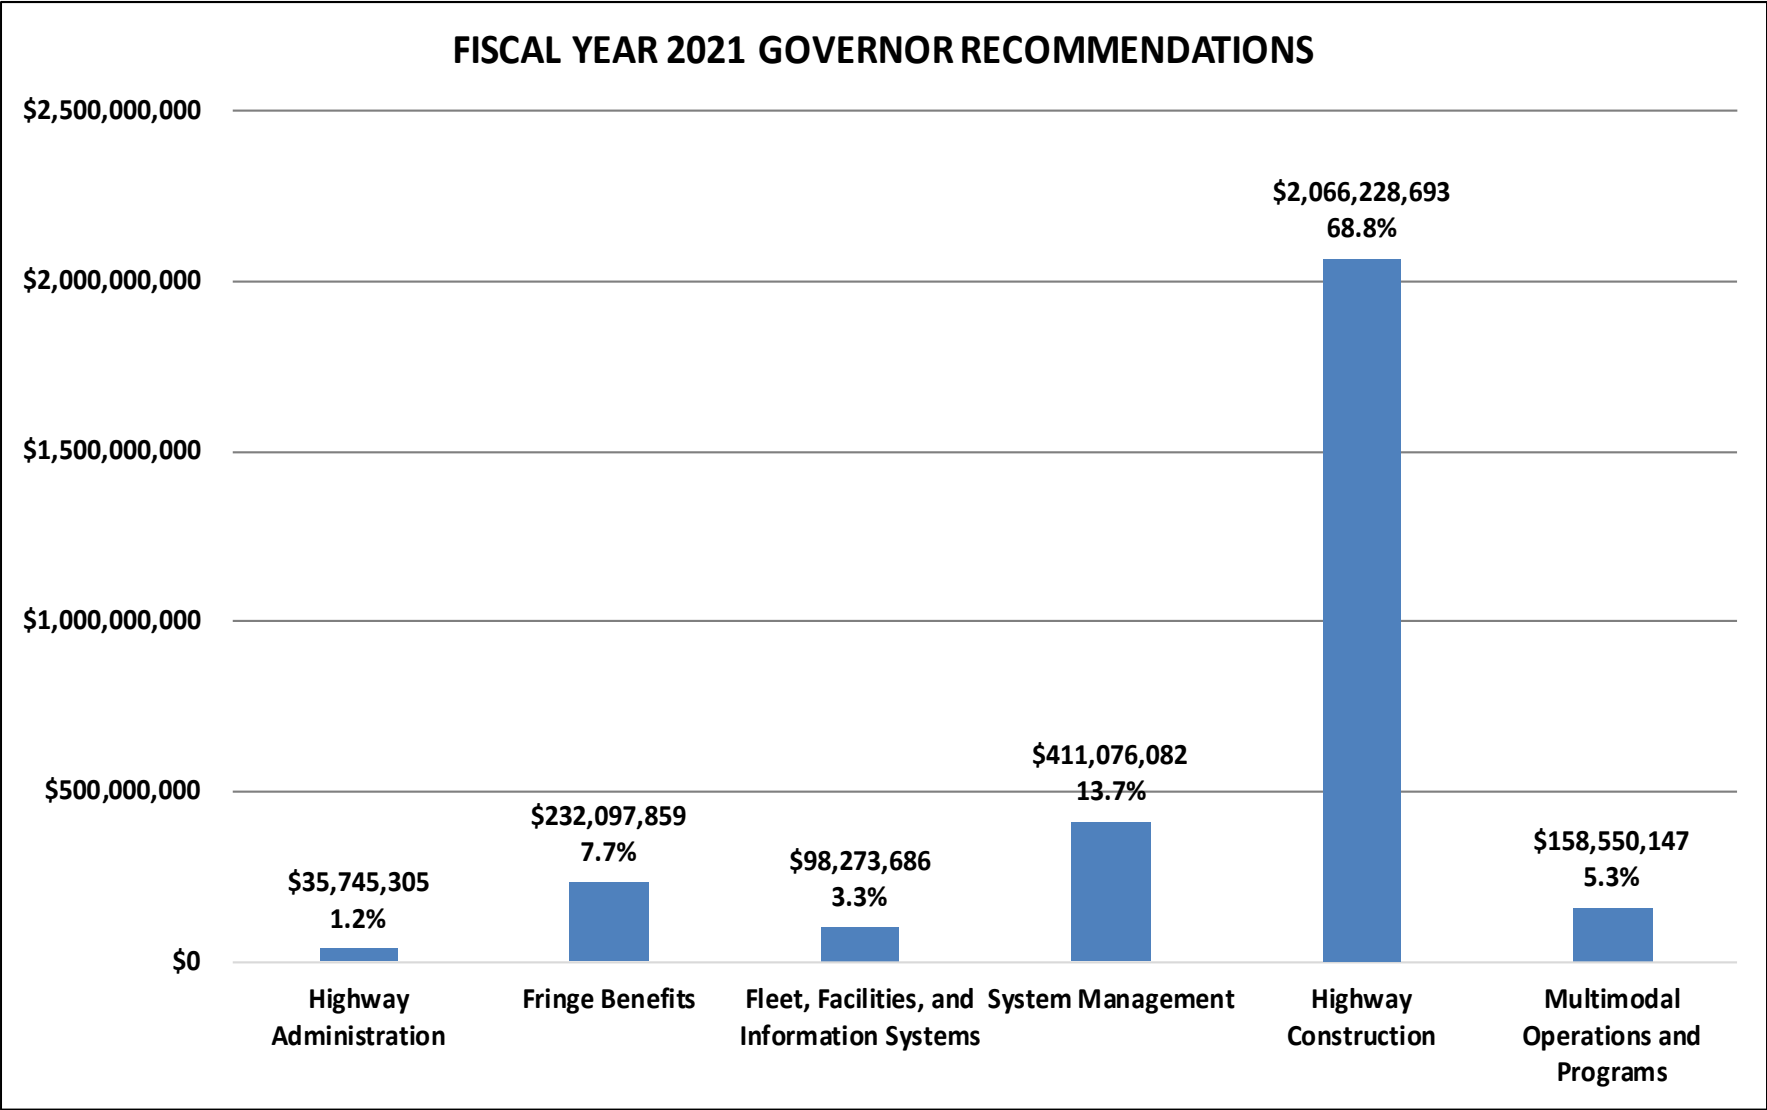 FISCAL YEAR 2021 GOVERNOR RECOMMENDATIONS
$2,500,000,000
$2,000,000,000
$1,500,000,000
$1,000,000,000
$500,000,000
$0
$35,745,305
1.2%
$232,097,859
7.7%
$98,273,686
3.3%
$411,076,082
13.7%
$2,066,228,693
68.8%
$158,550,147
5.3%
Highway
Administration
Fringe Benefits
Fleet, Facilities, and
Information Systems
System Management
Highway
Construction
Multimodal
Operations and
Programs